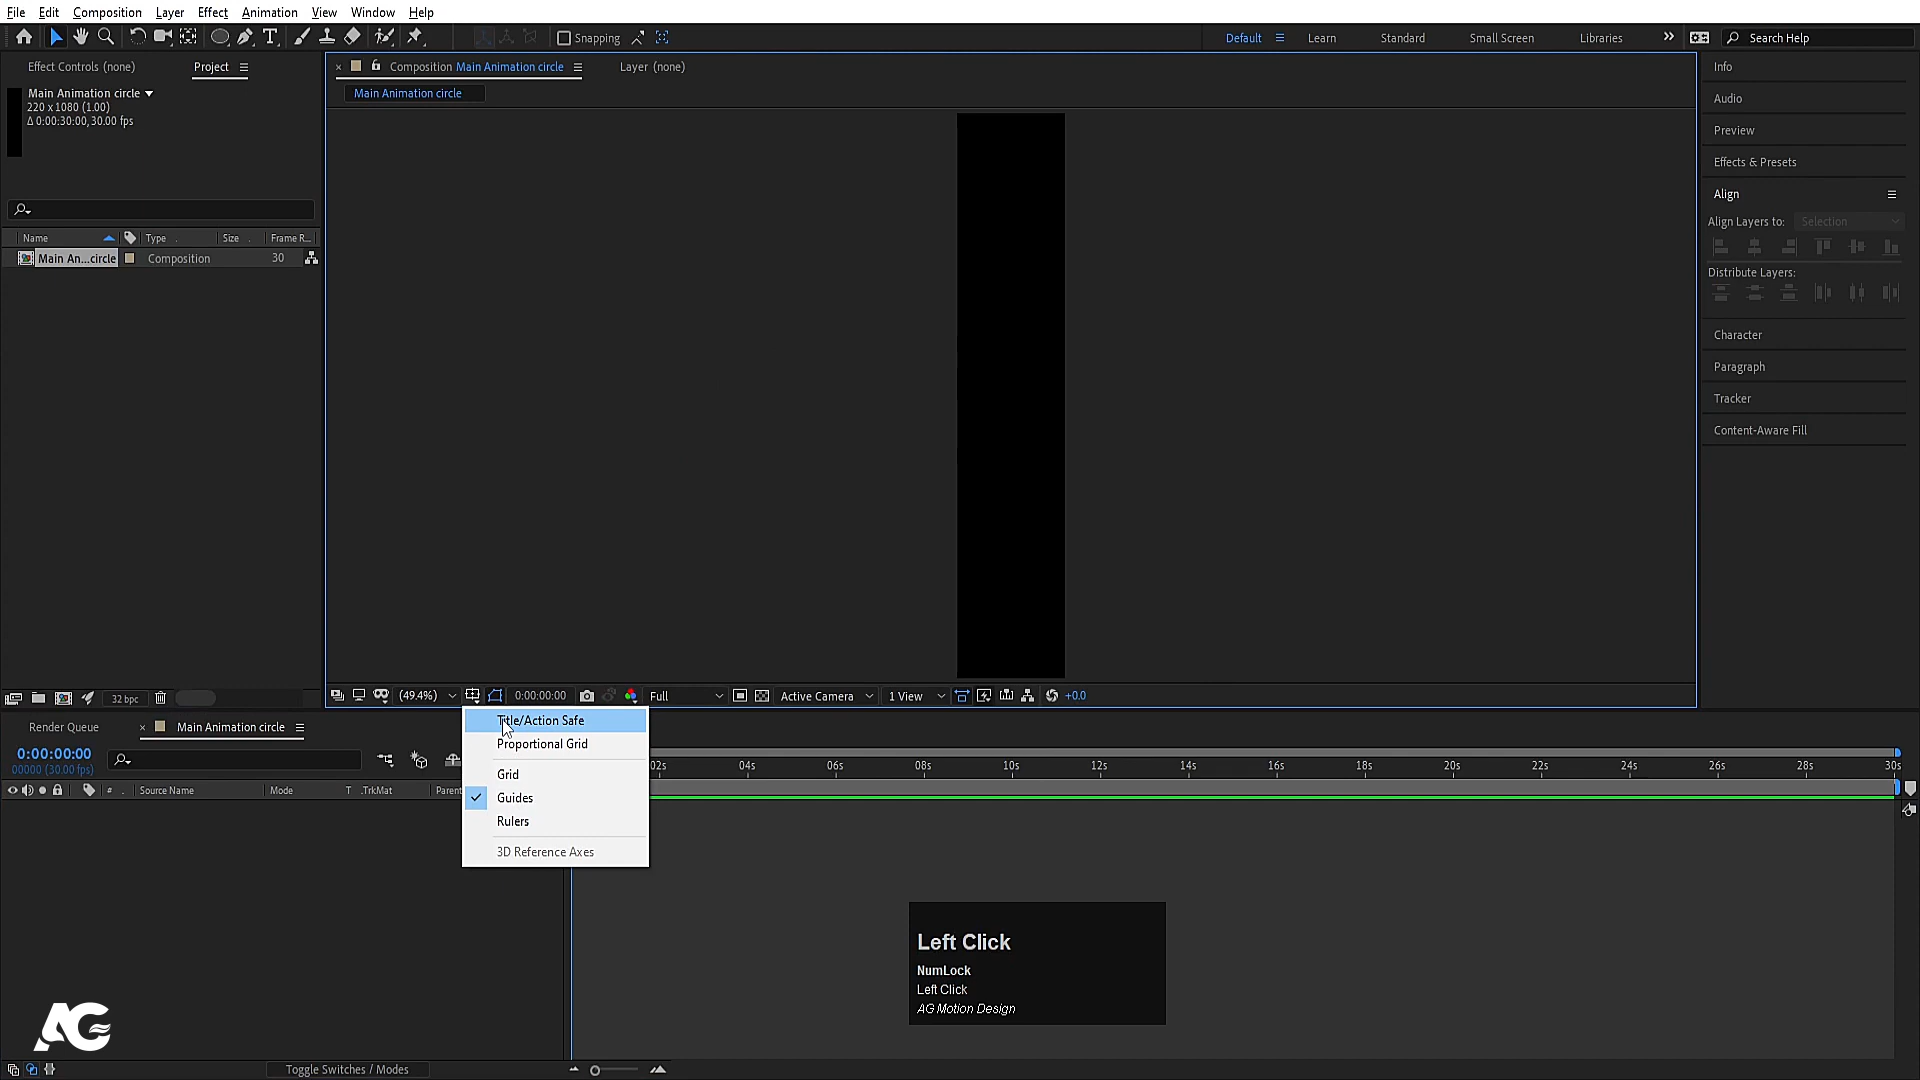 File Edit Composition Layer Effect Animation View Window Help
Snapping
Default Learn Standard Small Screen Libraries Search Help
Effect Controls (none) Project
Main Animation circle
220 x 1080 (1.00)
Δ 0:00:30:00, 30.00 fps
Name Type Size Frame R...
Main An...circle Composition 30
32 bpc
Composition Main Animation circle Layer (none)
Main Animation circle
(49.4%) 0:00:00:00 Full Active Camera 1 View +0.0
Info
Audio
Preview
Effects & Presets
Align
Align Layers to: Selection
Distribute Layers:
Character
Paragraph
Tracker
Content-Aware Fill
Title/Action Safe
Proportional Grid
Grid
Guides
Rulers
3D Reference Axes
Render Queue Main Animation circle
0:00:00:00
00000 (30.00 fps)
# Source Name Mode T .TrkMat Parent
02s 04s 06s 08s 10s 12s 14s 16s 18s 20s 22s 24s 26s 28s 30s
Left Click
NumLock
Left Click
AG Motion Design
AG
Toggle Switches / Modes